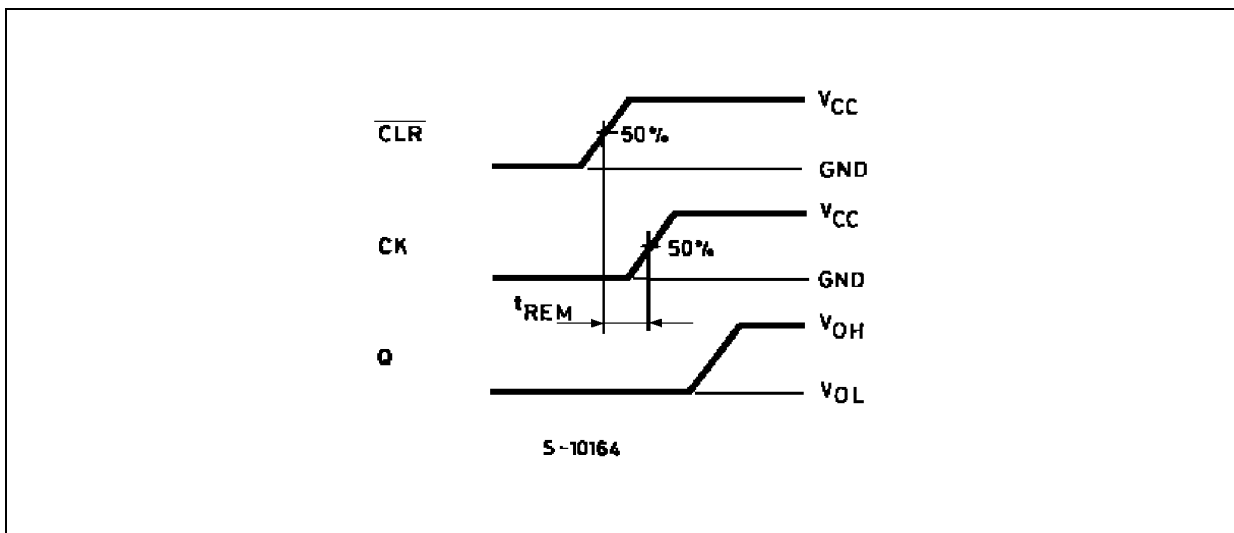 CLR
50%
VCC
GND
CK
50%
VCC
GND
tREM
Q
VOH
VOL
S-10164